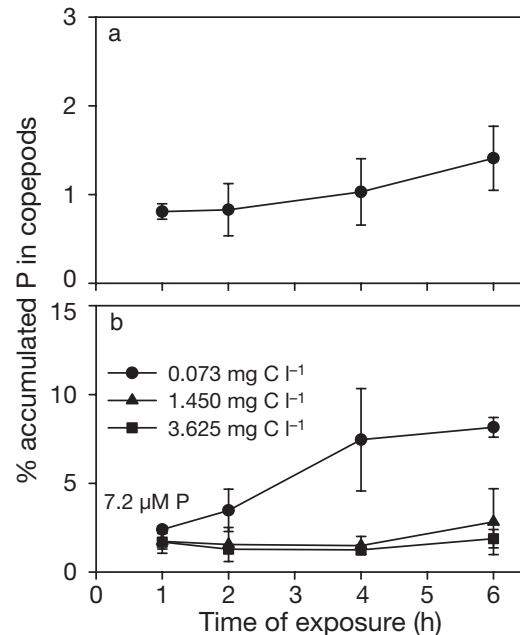 % accumulated P in copepods
a
3
2
1
0
b
15
10
5
0
0.073 mg C l⁻¹
1.450 mg C l⁻¹
3.625 mg C l⁻¹
7.2 µM P
0 1 2 3 4 5 6
Time of exposure (h)